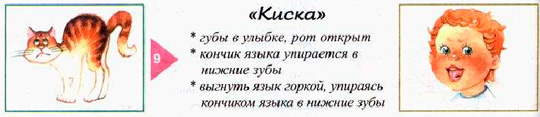 «Киска»
* губы в улыбке, рот открыт
9
* кончик языка упирается в
нижние зубы
* выгнуть язык горкой, упираясь
кончиком языка в нижние зубы